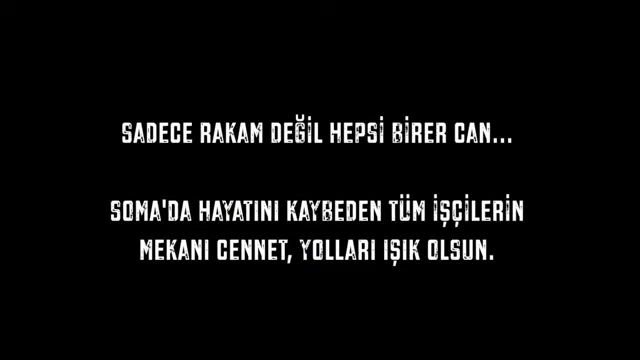 SADECE RAKAM DEĞİL HEPSİ BİRER CAN...
SOMA'DA HAYATINI KAYBEDEN TÜM İŞÇİLERİN
MEKANI CENNET, YOLLARI IŞIK OLSUN.